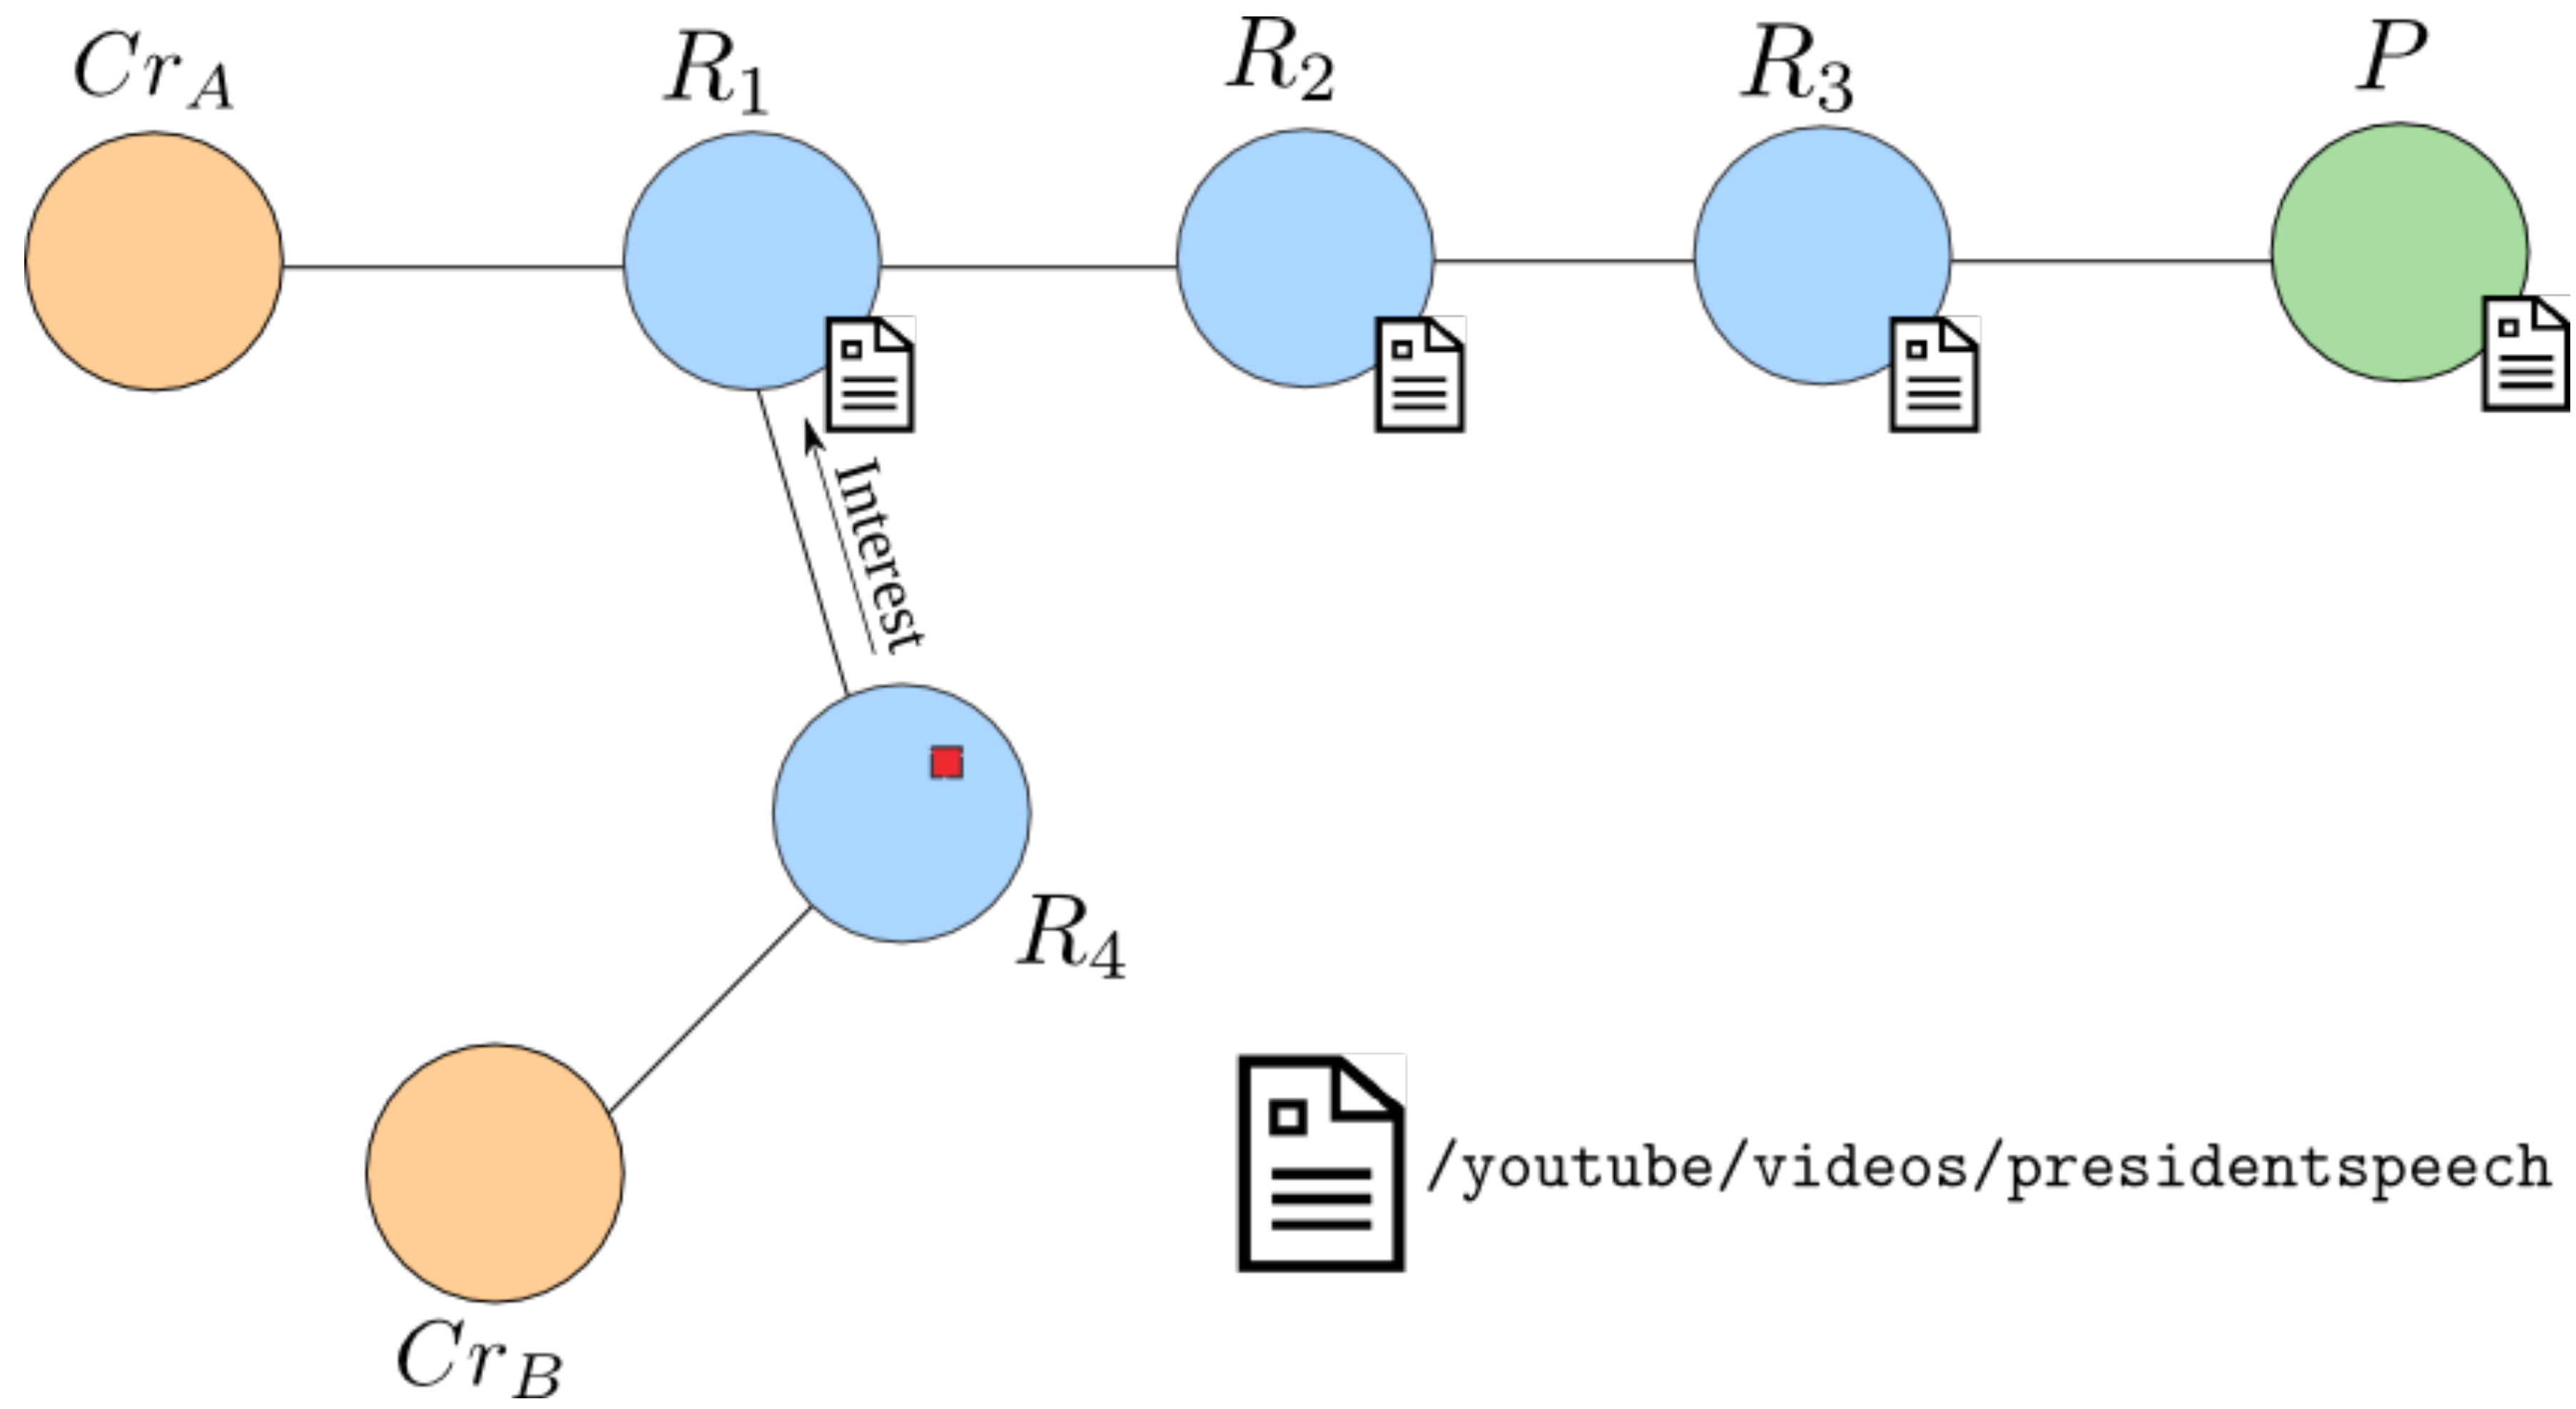 Cr_A
R_1
R_2
R_3
P
Interest
R_4
/youtube/videos/presidentspeech
Cr_B